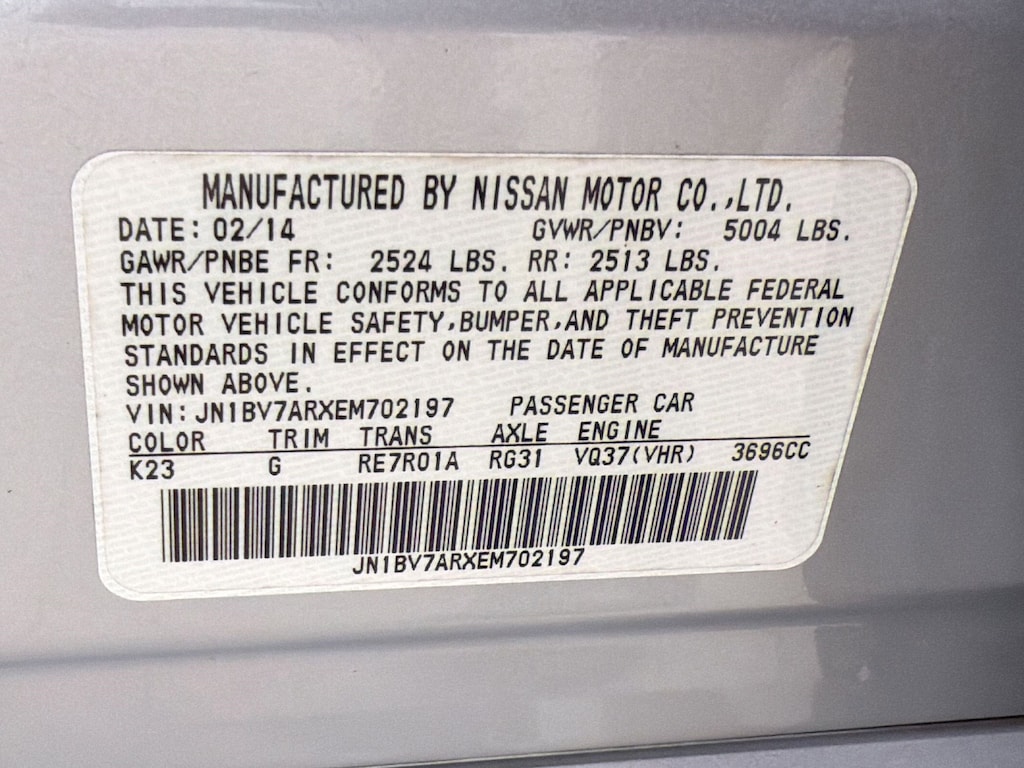 MANUFACTURED BY NISSAN MOTOR CO.,LTD.
DATE: 02/14 GVWR/PNBV: 5004 LBS.
GAWR/PNBE FR: 2524 LBS. RR: 2513 LBS.
THIS VEHICLE CONFORMS TO ALL APPLICABLE FEDERAL
MOTOR VEHICLE SAFETY,BUMPER,AND THEFT PREVENTION
STANDARDS IN EFFECT ON THE DATE OF MANUFACTURE
SHOWN ABOVE.
VIN: JN1BV7ARXEM702197 PASSENGER CAR
COLOR TRIM TRANS AXLE ENGINE
K23 G RE7R01A RG31 VQ37(VHR) 3696CC
JN1BV7ARXEM702197